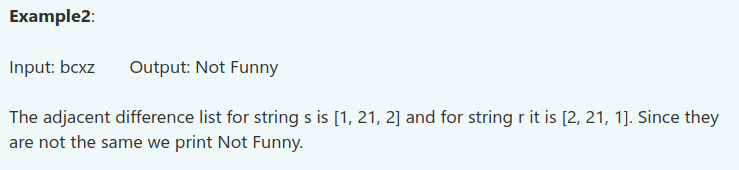 Example2:
Input: bcxz Output: Not Funny
The adjacent difference list for string s is [1, 21, 2] and for string r it is [2, 21, 1]. Since they
are not the same we print Not Funny.